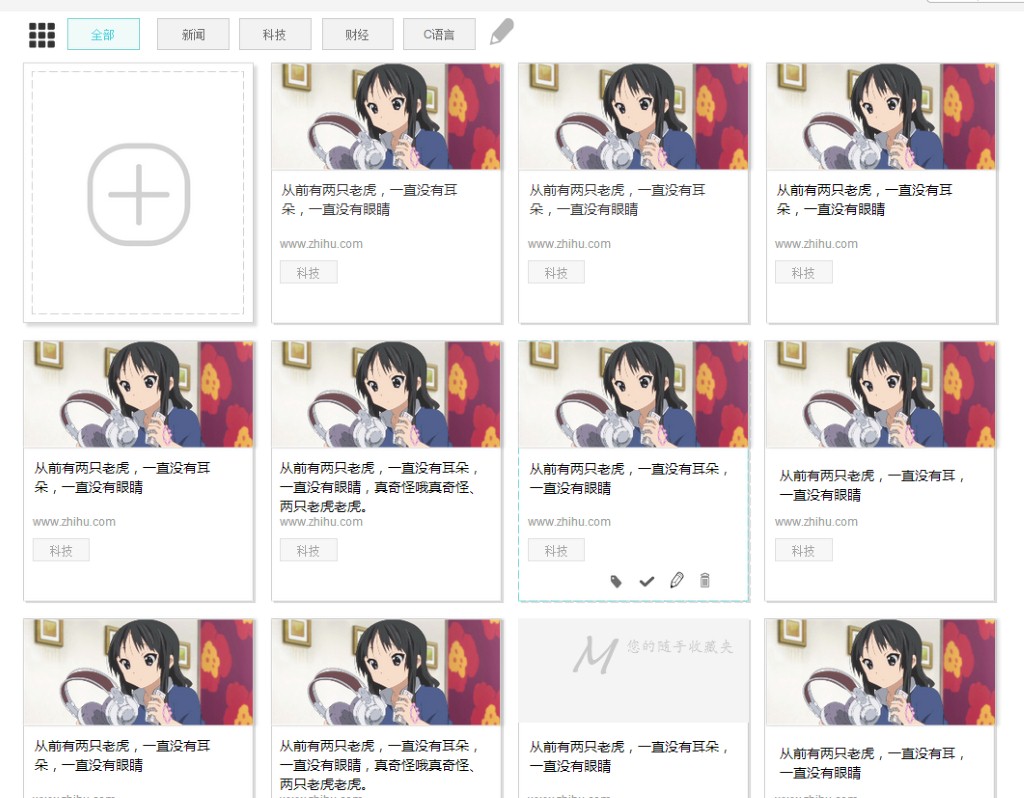 全部 新闻 科技 财经 C语言
从前有两只老虎，一直没有耳
朵，一直没有眼睛
www.zhihu.com
科技
从前有两只老虎，一直没有耳
朵，一直没有眼睛
www.zhihu.com
科技
从前有两只老虎，一直没有耳
朵，一直没有眼睛
www.zhihu.com
科技
从前有两只老虎，一直没有耳
朵，一直没有眼睛
www.zhihu.com
科技
从前有两只老虎，一直没有耳朵，
一直没有眼睛，真奇怪哦真奇怪、
两只老虎老虎。
www.zhihu.com
科技
从前有两只老虎，一直没有耳朵，
一直没有眼睛
www.zhihu.com
科技
从前有两只老虎，一直没有耳，
一直没有眼睛
www.zhihu.com
科技
从前有两只老虎，一直没有耳
朵，一直没有眼睛
www.zhihu.com
从前有两只老虎，一直没有耳朵，
一直没有眼睛，真奇怪哦真奇怪、
两只老虎老虎。
www.zhihu.com
M 您的随手收藏夹
从前有两只老虎，一直没有耳朵，
一直没有眼睛
www.zhihu.com
从前有两只老虎，一直没有耳，
一直没有眼睛
www.zhihu.com